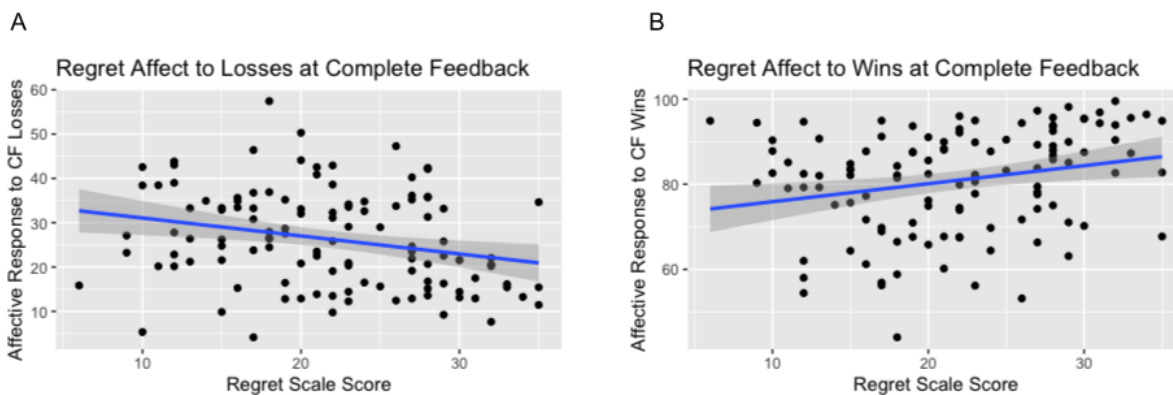 A
B
Regret Affect to Losses at Complete Feedback
Regret Affect to Wins at Complete Feedback
Affective Response to CF Losses
60
50
40
30
20
10
10
20
30
Regret Scale Score
Affective Response to CF Wins
100
80
60
10
20
30
Regret Scale Score